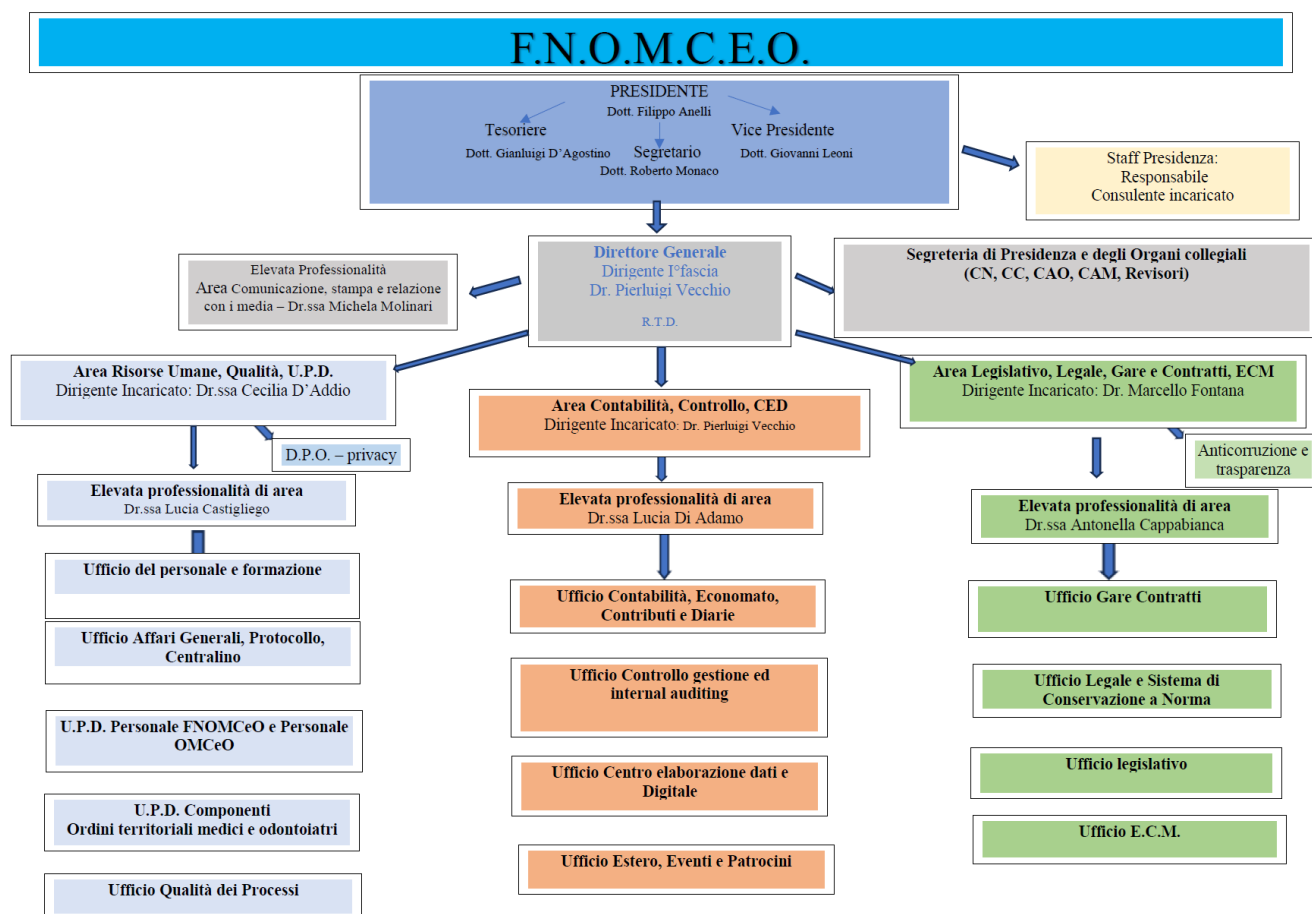 F.N.O.M.C.E.O.
PRESIDENTE
Dott. Filippo Anelli
Tesoriere
Dott. Gianluigi D’Agostino
Segretario
Dott. Roberto Monaco
Vice Presidente
Dott. Giovanni Leoni
Staff Presidenza:
Responsabile
Consulente incaricato
Direttore Generale
Dirigente I°fascia
Dr. Pierluigi Vecchio
R.T.D.
Elevata Professionalità
Area Comunicazione, stampa e relazione
con i media – Dr.ssa Michela Molinari
Segreteria di Presidenza e degli Organi collegiali
(CN, CC, CAO, CAM, Revisori)
Area Risorse Umane, Qualità, U.P.D.
Dirigente Incaricato: Dr.ssa Cecilia D’Addio
D.P.O. – privacy
Elevata professionalità di area
Dr.ssa Lucia Castigliego
Ufficio del personale e formazione
Ufficio Affari Generali, Protocollo,
Centralino
U.P.D. Personale FNOMCeO e Personale
OMCeO
U.P.D. Componenti
Ordini territoriali medici e odontoiatri
Ufficio Qualità dei Processi
Area Contabilità, Controllo, CED
Dirigente Incaricato: Dr. Pierluigi Vecchio
Elevata professionalità di area
Dr.ssa Lucia Di Adamo
Ufficio Contabilità, Economato,
Contributi e Diarie
Ufficio Controllo gestione ed
internal auditing
Ufficio Centro elaborazione dati e
Digitale
Ufficio Estero, Eventi e Patrocini
Area Legislativo, Legale, Gare e Contratti, ECM
Dirigente Incaricato: Dr. Marcello Fontana
Anticorruzione e
trasparenza
Elevata professionalità di area
Dr.ssa Antonella Cappabianca
Ufficio Gare Contratti
Ufficio Legale e Sistema di
Conservazione a Norma
Ufficio legislativo
Ufficio E.C.M.